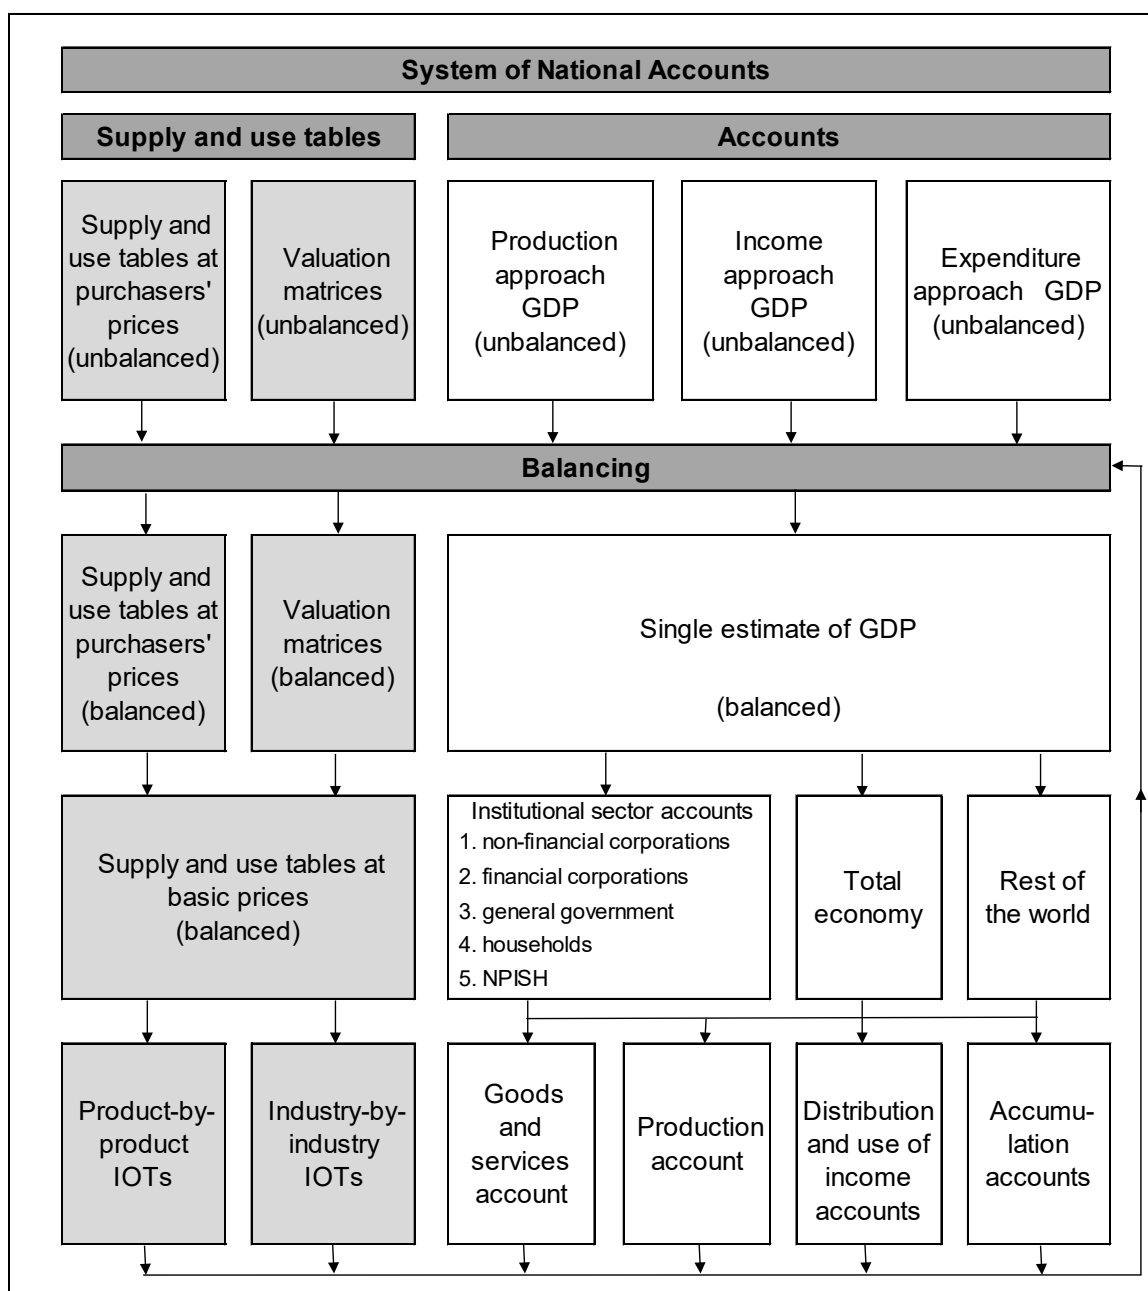 System of National Accounts
Supply and use tables
Accounts
Supply and
use tables at
purchasers'
prices
(unbalanced)
Valuation
matrices
(unbalanced)
Production
approach
GDP
(unbalanced)
Income
approach
GDP
(unbalanced)
Expenditure
approach GDP
(unbalanced)
Balancing
Supply and
use tables at
purchasers'
prices
(balanced)
Valuation
matrices
(balanced)
Single estimate of GDP
(balanced)
Supply and use tables at
basic prices
(balanced)
Institutional sector accounts
1. non-financial corporations
2. financial corporations
3. general government
4. households
5. NPISH
Total
economy
Rest of
the world
Product-by-
product
IOTs
Industry-by-
industry
IOTs
Goods
and
services
account
Production
account
Distribution
and use of
income
accounts
Accumu-
lation
accounts